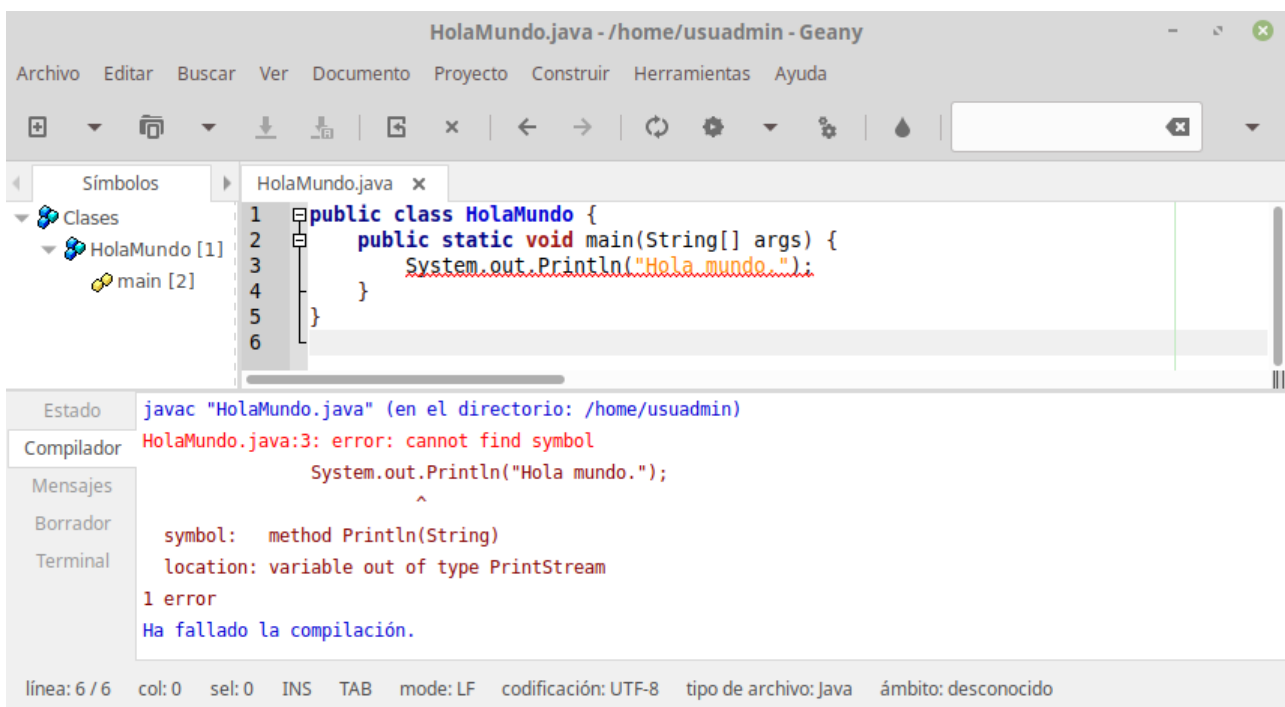 HolaMundo.java - /home/usuadmin - Geany
Archivo Editar Buscar Ver Documento Proyecto Construir Herramientas Ayuda
Símbolos
HolaMundo.java
Clases
HolaMundo [1]
main [2]
1 public class HolaMundo {
2 public static void main(String[] args) {
3 System.out.Println("Hola mundo.");
4 }
5 }
6
Estado
Compilador
Mensajes
Borrador
Terminal
javac "HolaMundo.java" (en el directorio: /home/usuadmin)
HolaMundo.java:3: error: cannot find symbol
System.out.Println("Hola mundo.");
^
symbol: method Println(String)
location: variable out of type PrintStream
1 error
Ha fallado la compilación.
línea: 6 / 6 col: 0 sel: 0 INS TAB mode: LF codificación: UTF-8 tipo de archivo: Java ámbito: desconocido